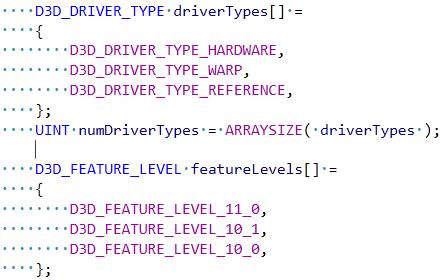 D3D_DRIVER_TYPE driverTypes[] =
{
D3D_DRIVER_TYPE_HARDWARE,
D3D_DRIVER_TYPE_WARP,
D3D_DRIVER_TYPE_REFERENCE,
};
UINT numDriverTypes = ARRAYSIZE( driverTypes );
D3D_FEATURE_LEVEL featureLevels[] =
{
D3D_FEATURE_LEVEL_11_0,
D3D_FEATURE_LEVEL_10_1,
D3D_FEATURE_LEVEL_10_0,
};